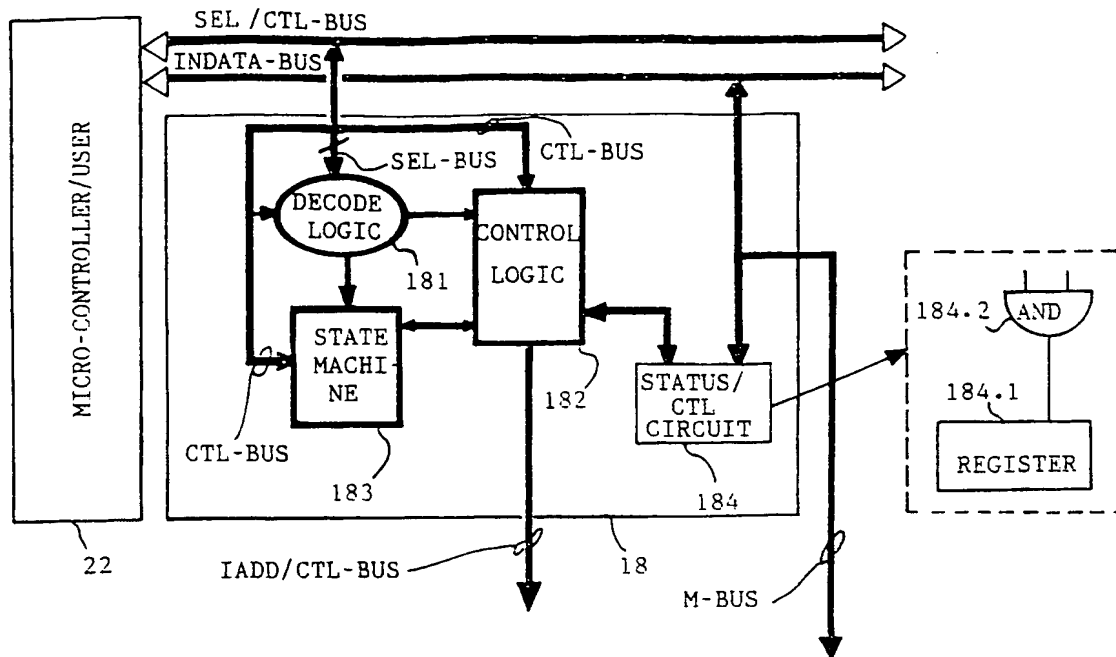 SEL /CTL-BUS
INDATA-BUS
MICRO-CONTROLLER/USER
CTL-BUS
SEL-BUS
DECODE
LOGIC
CONTROL
LOGIC
181
184.2
AND
STATE
MACHI-
NE
182
STATUS/
CTL
CIRCUIT
184.1
REGISTER
CTL-BUS
183
184
22
IADD/CTL-BUS
18
M-BUS